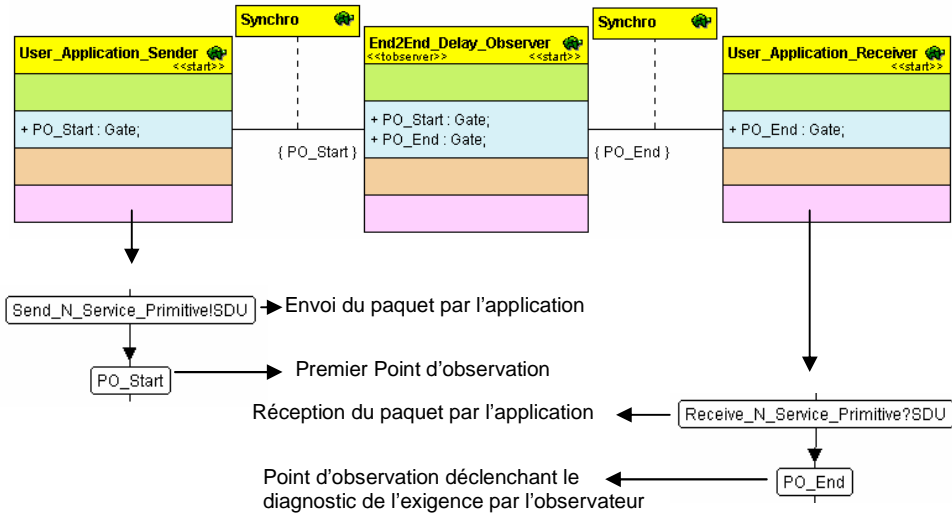 Synchro
Synchro
User_Application_Sender
<<start>>
End2End_Delay_Observer
<<tobserver>> <<start>>
User_Application_Receiver
<<start>>
+ PO_Start : Gate;
+ PO_Start : Gate;
+ PO_End : Gate;
+ PO_End : Gate;
{ PO_Start }
{ PO_End }
Send_N_Service_Primitive!SDU
Envoi du paquet par l'application
PO_Start
Premier Point d'observation
Réception du paquet par l'application
Receive_N_Service_Primitive?SDU
Point d'observation déclenchant le
diagnostic de l'exigence par l'observateur
PO_End